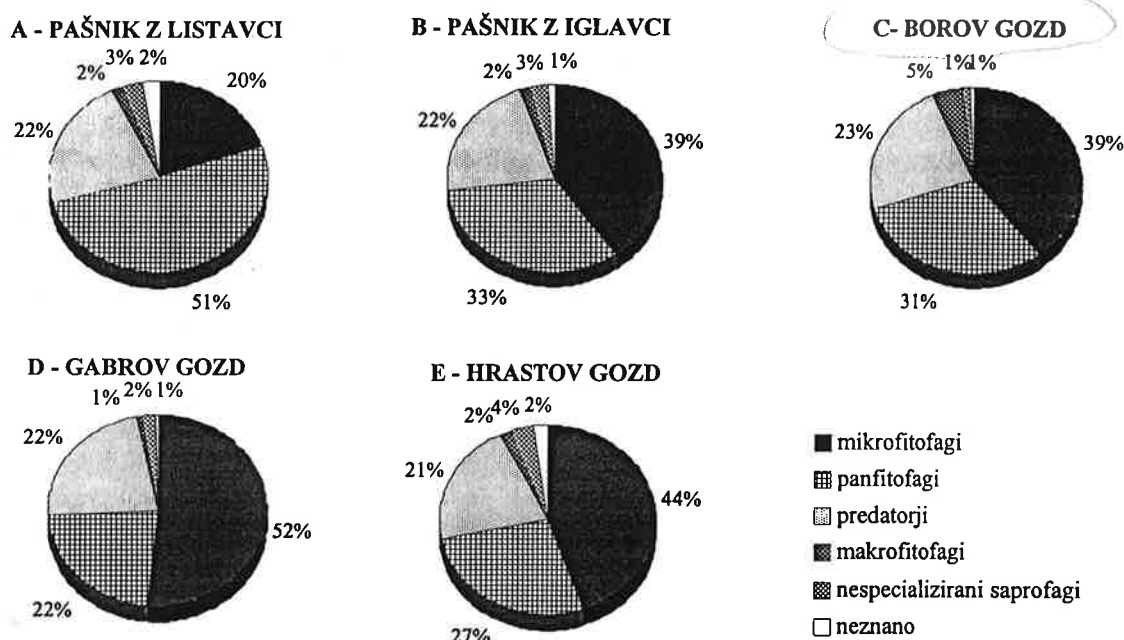 A - PAŠNIK Z LISTAVCI
2% 3% 2% 20%
22%
51%
B - PAŠNIK Z IGLAVCI
2% 3% 1%
22% 39%
33%
C- BOROV GOZD
5% 1% 1%
23% 39%
31%
D - GABROV GOZD
1% 2% 1%
22%
52%
22%
E - HRASTOV GOZD
2% 4% 2%
21% 44%
27%
mikrofitofagi
panfitofagi
predatorji
makrofitofagi
nespecializirani saprofagi
neznano